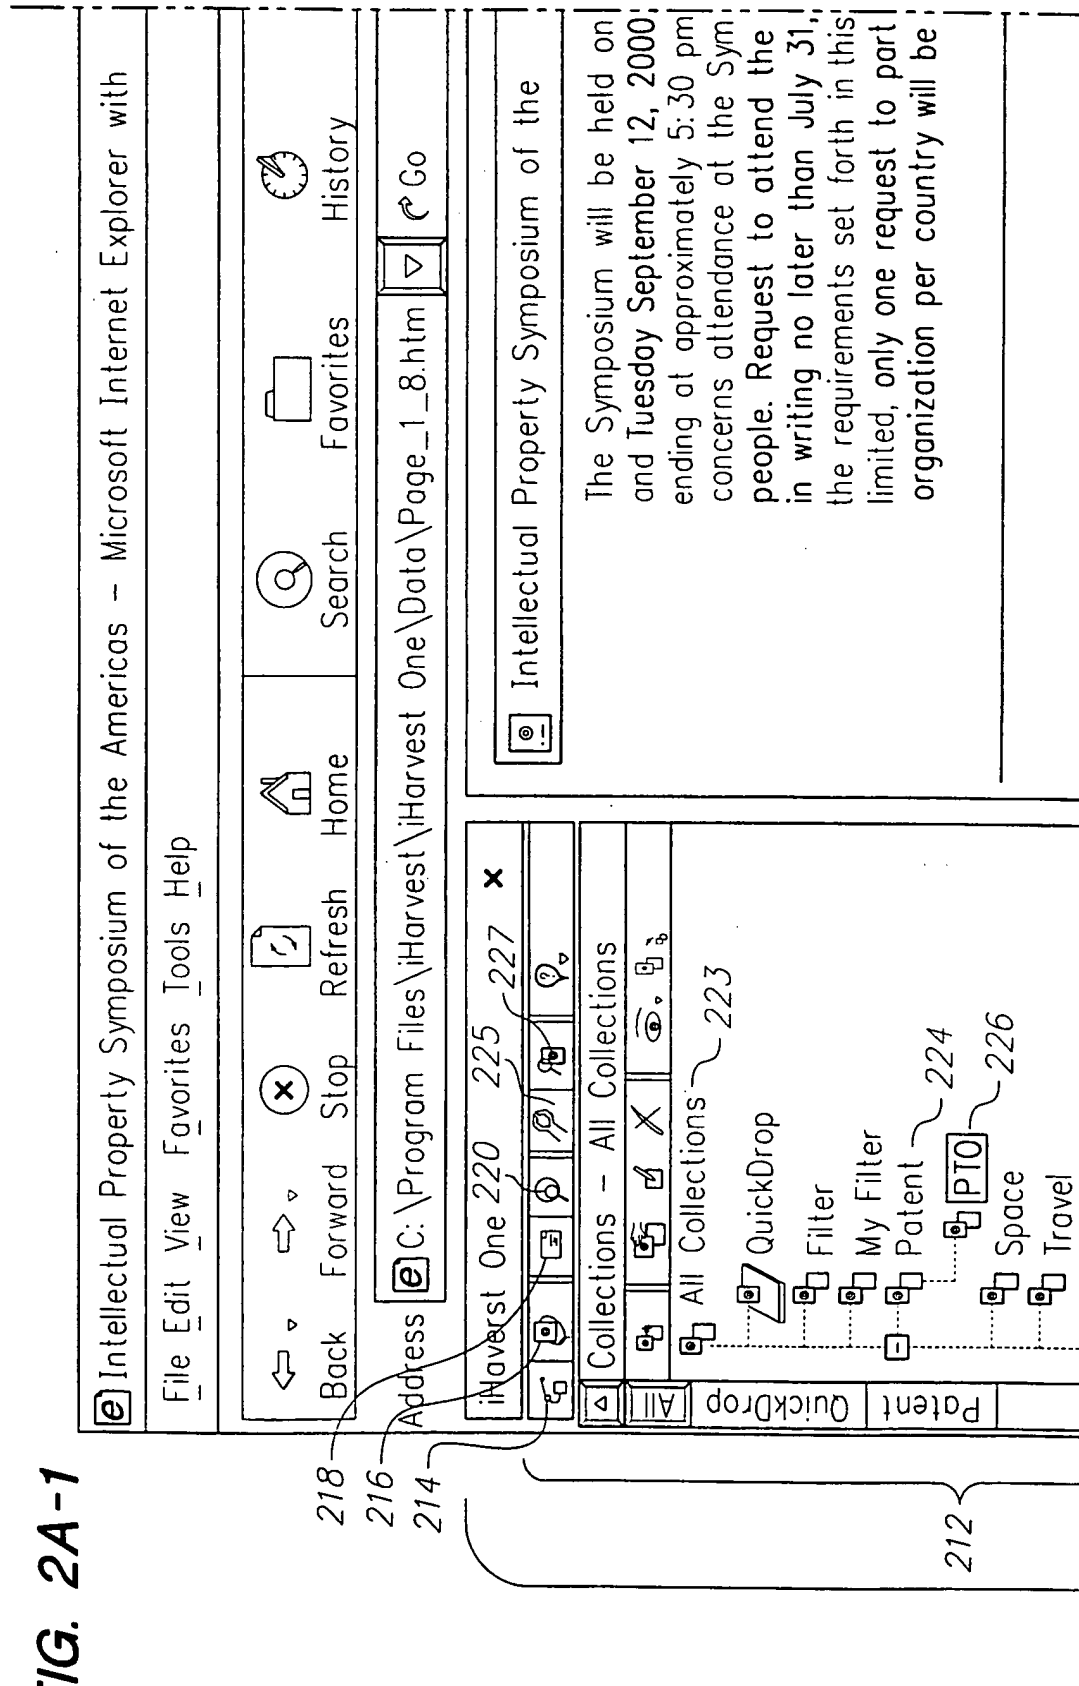 FIG. 2A-1
Intellectual Property Symposium of the Americas – Microsoft Internet Explorer with
File Edit View Favorites Tools Help
Back Forward Stop Refresh Home Search Favorites History
Address C:\Program Files\iHarvest\iHarvest One\Data\Page_1_8.htm Go
218
216
214
iHaverst One 220 225 227 x
Collections – All Collections
All
QuickDrop
Patent
All Collections 223
QuickDrop
Filter
My Filter
Patent 224
PTO 226
Space
Travel
212
Intellectual Property Symposium of the
The Symposium will be held on
and Tuesday September 12, 2000
ending at approximately 5:30 pm
concerns attendance at the Sym
people. Request to attend the
in writing no later than July 31,
the requirements set forth in this
limited, only one request to part
organization per country will be